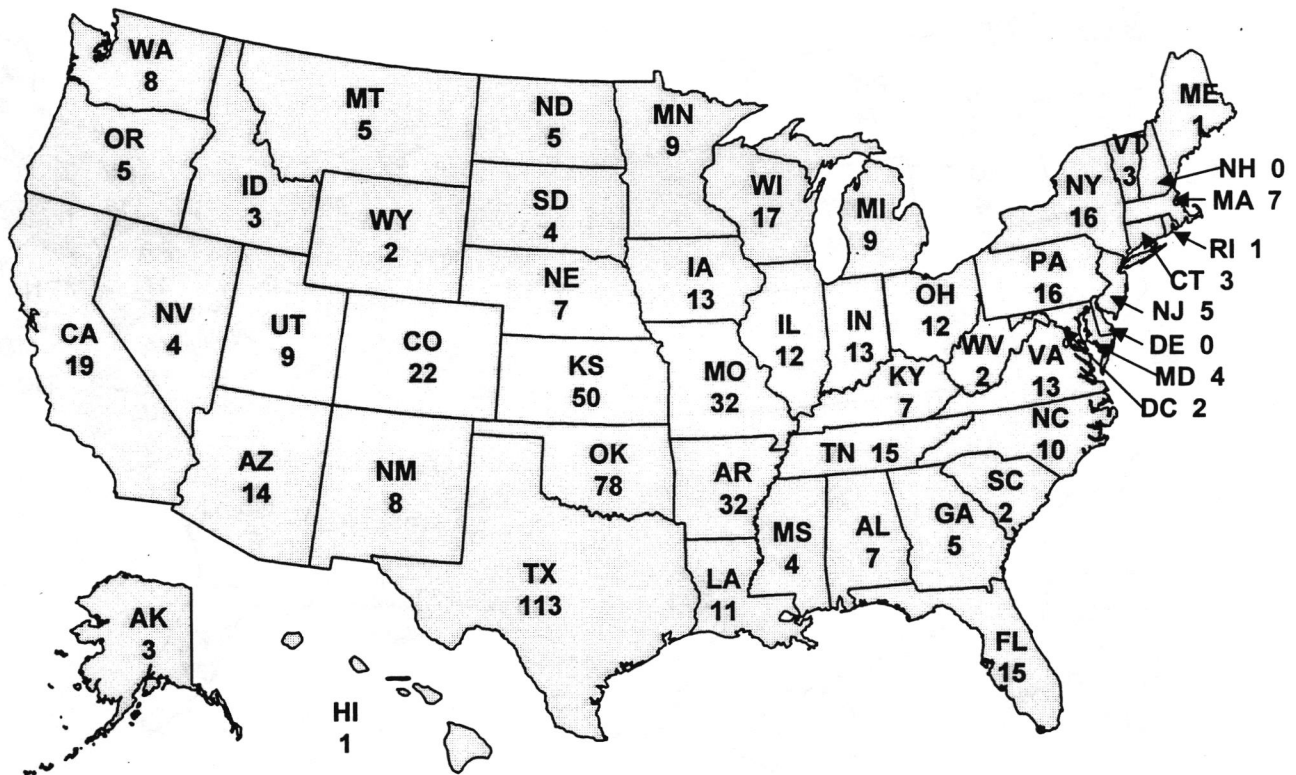 WA
8
OR
5
CA
19
NV
4
ID
3
MT
5
WY
2
UT
9
CO
22
AZ
14
NM
8
ND
5
SD
4
NE
7
KS
50
OK
78
TX
113
MN
9
IA
13
MO
32
AR
32
LA
11
WI
17
IL
12
MI
9
IN
13
OH
12
KY
7
TN 15
MS
4
AL
7
GA
5
FL
15
SC
2
NC
10
VA
13
WV
2
PA
16
NY
16
VT
3
ME
1
NH 0
MA 7
RI 1
CT 3
NJ 5
DE 0
MD 4
DC 2
AK
3
HI
1